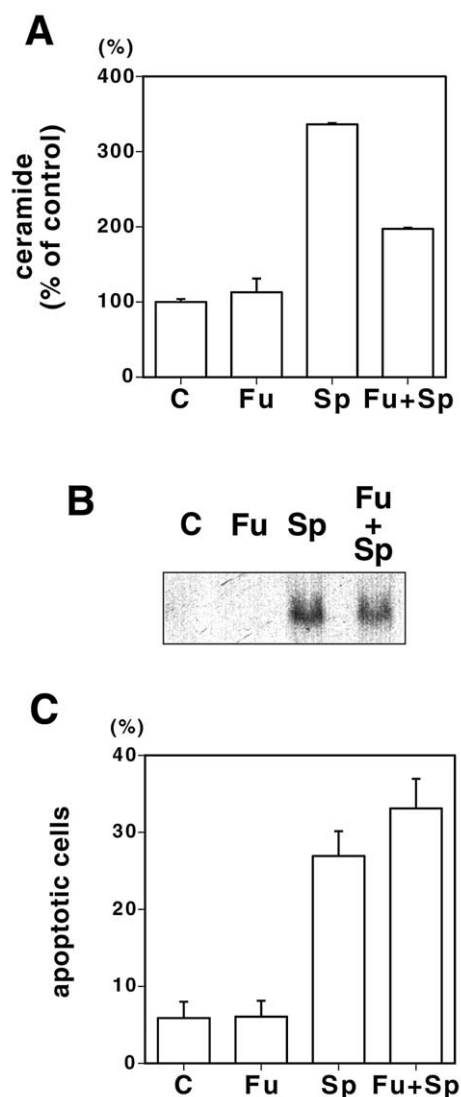 A
(%)
ceramide
(% of control)
400
300
200
100
0
C Fu Sp Fu+Sp
B
C Fu Sp Fu
+
Sp
C
(%)
apoptotic cells
40
30
20
10
0
C Fu Sp Fu+Sp